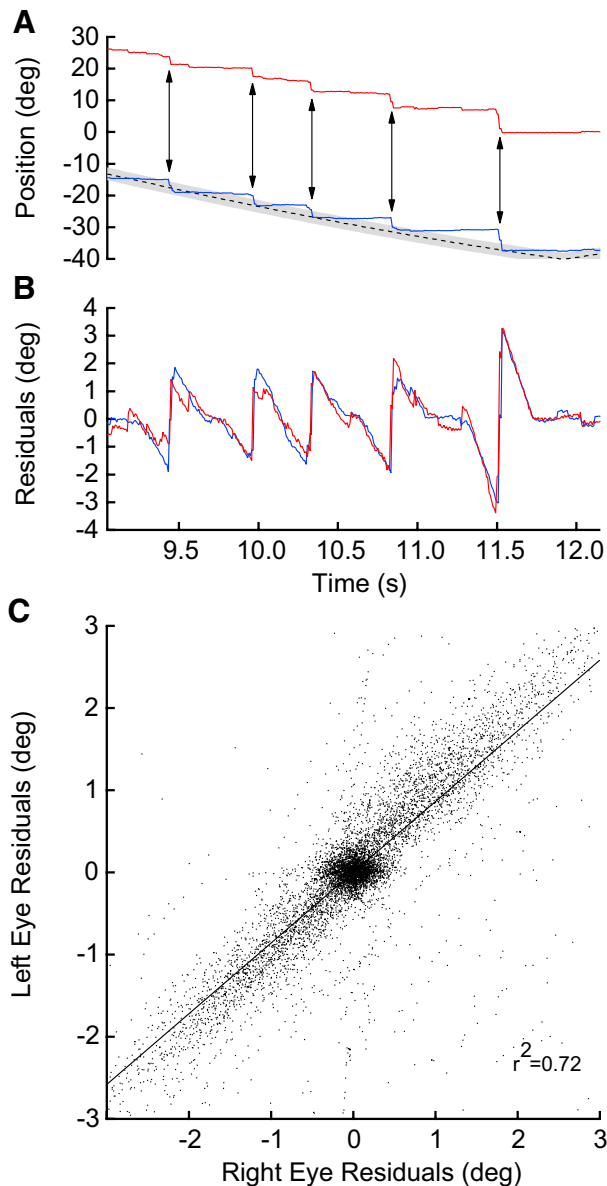 A
Position (deg)
30
20
10
0
-10
-20
-30
-40
B
Residuals (deg)
4
3
2
1
0
-1
-2
-3
-4
9.5 10.0 10.5 11.0 11.5 12.0
Time (s)
C
Left Eye Residuals (deg)
3
2
1
0
-1
-2
-3
r²=0.72
-2 -1 0 1 2 3
Right Eye Residuals (deg)